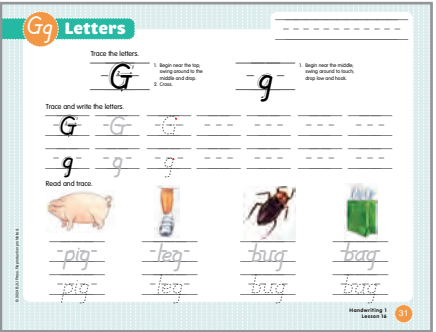 Gg Letters
Trace the letters.
G
1. Begin near the top,
swing around to the
middle and drop.
2. Cross.
g
1. Begin near the middle,
swing around to touch,
drop low and hook.
Trace and write the letters.
G G G
g g g
Read and trace.
pig leg bug bag
pig leg bug bag
Handwriting 1
Lesson 16
31